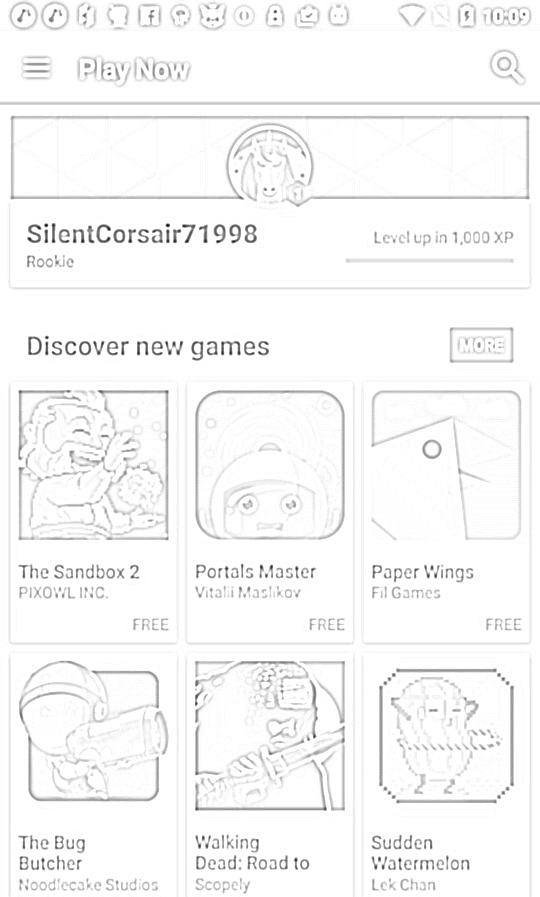 10:09
Play Now
SilentCorsair71998
Level up in 1,000 XP
Rookie
Discover new games
MORE
The Sandbox 2
PIXOWL INC.
FREE
Portals Master
Vitalii Maslikov
FREE
Paper Wings
Fil Games
FREE
The Bug
Butcher
Noodlecake Studios
Walking
Dead: Road to
Scopely
Sudden
Watermelon
Lek Chan